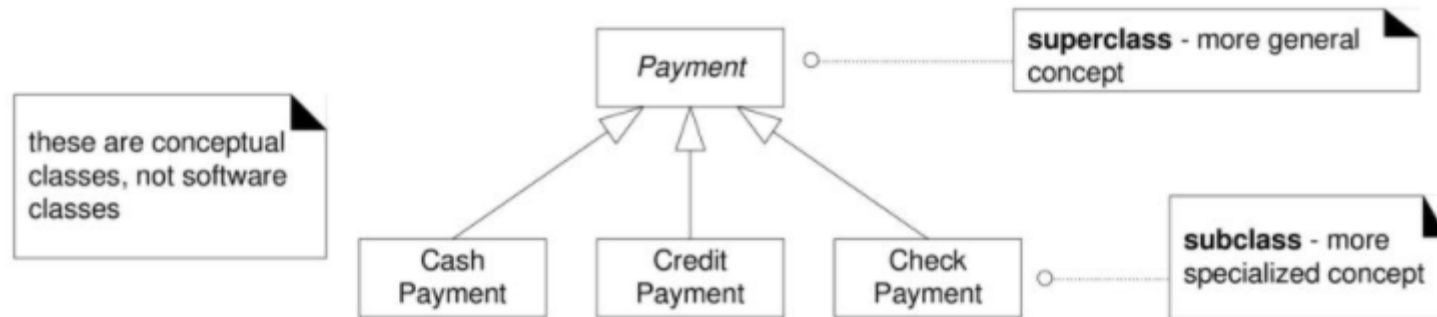 Payment
superclass - more general
concept
these are conceptual
classes, not software
classes
Cash
Payment
Credit
Payment
Check
Payment
subclass - more
specialized concept